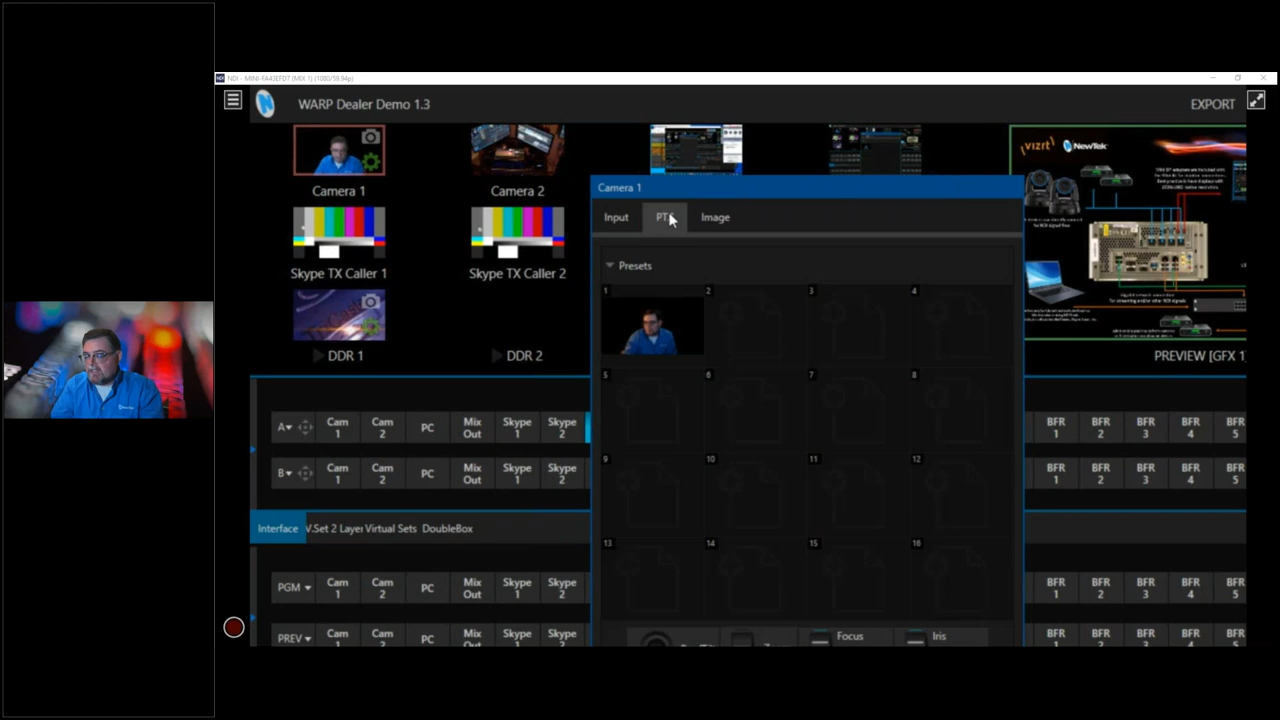 NDI - MINI-FA43EFD7 (MIX 1) (1080/59.94p)
WARP Dealer Demo 1.3
EXPORT
Camera 1
Camera 2
vizrt
NewTek
Skype TX Caller 1
Skype TX Caller 2
DDR 1
DDR 2
PREVIEW [GFX 1]
Camera 1
Input
Image
Presets
1 2 3 4
5 6 7 8
9 10 11 12
13 14 15 16
Focus
Iris
A Cam 1 Cam 2 PC Mix Out Skype 1 Skype 2 BFR 1 BFR 2 BFR 3 BFR 4 BFR 5
B Cam 1 Cam 2 PC Mix Out Skype 1 Skype 2 BFR 1 BFR 2 BFR 3 BFR 4 BFR 5
Interface V.Set 2 Layer Virtual Sets DoubleBox
PGM Cam 1 Cam 2 PC Mix Out Skype 1 Skype 2 BFR 1 BFR 2 BFR 3 BFR 4 BFR 5
PREV Cam 1 Cam 2 PC Mix Skype Skype BFR BFR BFR BFR BFR